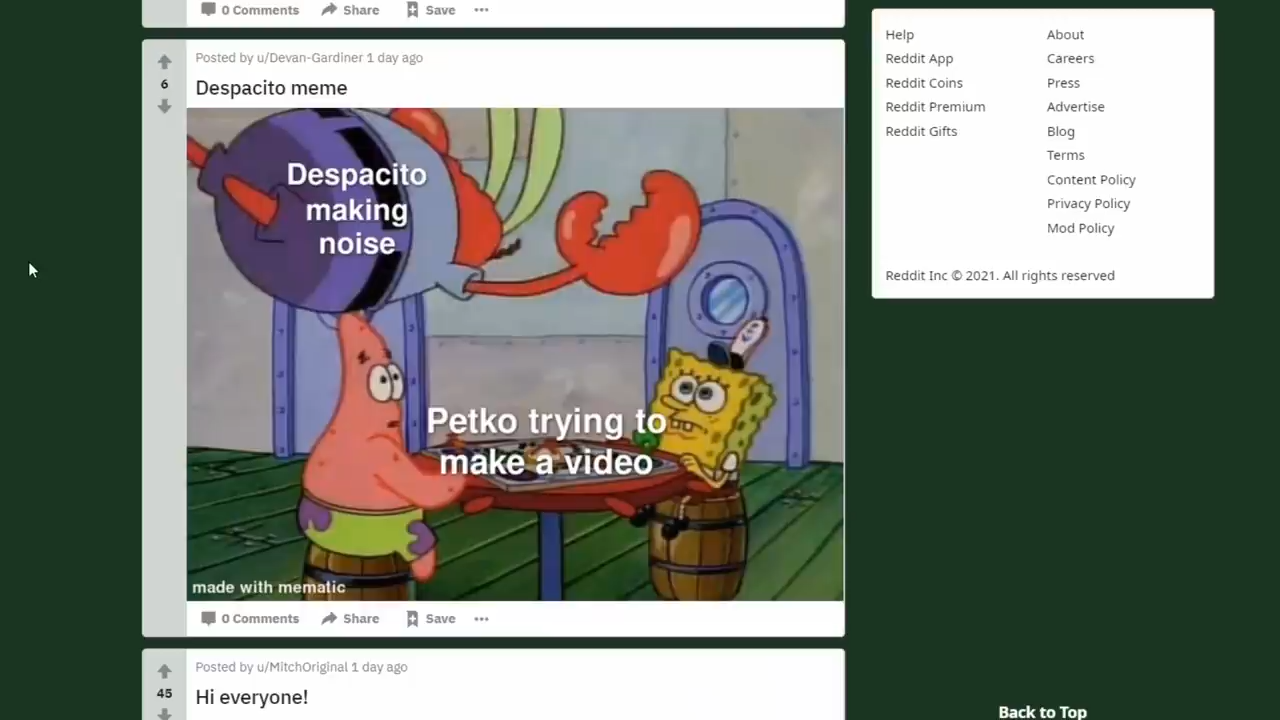 0 Comments Share Save
Posted by u/Devan-Gardiner 1 day ago
6
Despacito meme
Despacito
making
noise
Petko trying to
make a video
made with mematic
0 Comments Share Save
Posted by u/MitchOriginal 1 day ago
45
Hi everyone!
Help About
Reddit App Careers
Reddit Coins Press
Reddit Premium Advertise
Reddit Gifts Blog
Terms
Content Policy
Privacy Policy
Mod Policy
Reddit Inc © 2021. All rights reserved
Back to Top